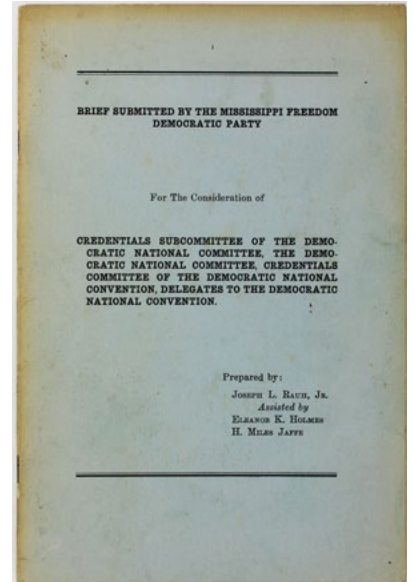 BRIEF SUBMITTED BY THE MISSISSIPPI FREEDOM
DEMOCRATIC PARTY
For The Consideration of
CREDENTIALS SUBCOMMITTEE OF THE DEMO-
CRATIC NATIONAL COMMITTEE, THE DEMO-
CRATIC NATIONAL COMMITTEE, CREDENTIALS
COMMITTEE OF THE DEMOCRATIC NATIONAL
CONVENTION, DELEGATES TO THE DEMOCRATIC
NATIONAL CONVENTION.
Prepared by:
JOSEPH L. RAUH, JR.
Assisted by
ELEANOR K. HOLMES
H. MILES JAFFE